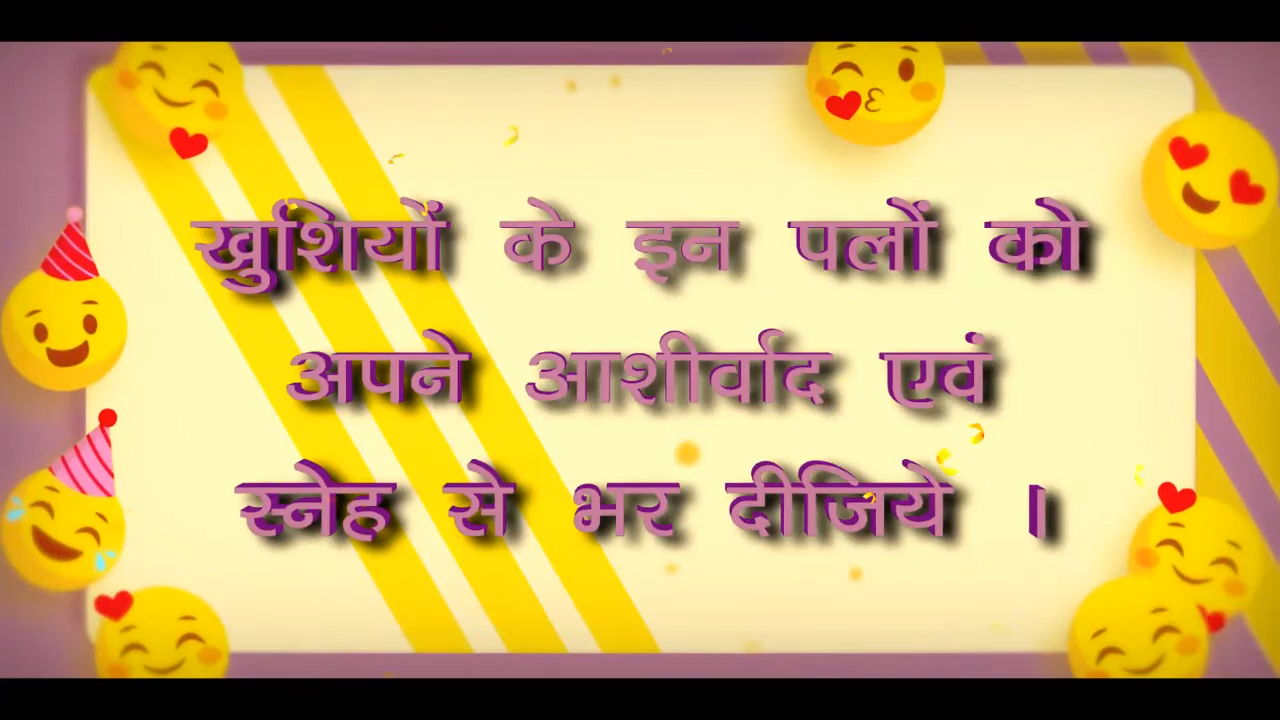 खुशियों के इन पलों को
अपने आशीर्वाद एवं
स्नेह से भर दीजिये ।